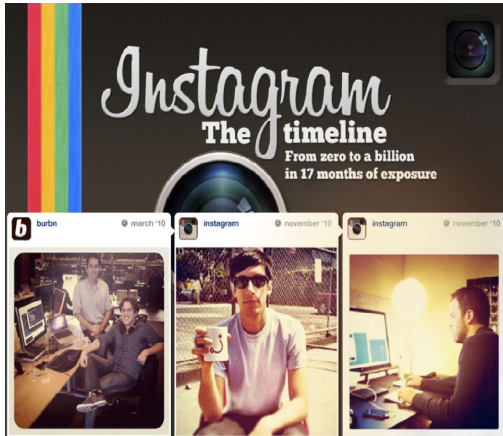 Instagram
The timeline
From zero to a billion
in 17 months of exposure
b burbn march '10
instagram november '10
instagram november '10